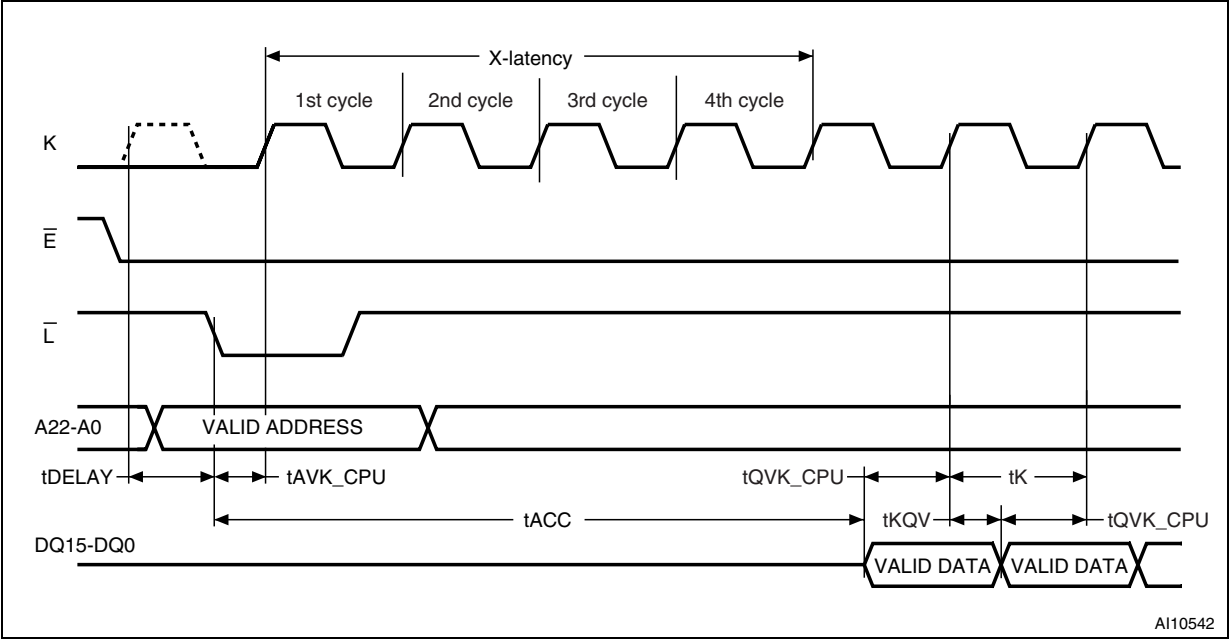 X-latency
1st cycle 2nd cycle 3rd cycle 4th cycle
K
E
L
A22-A0 VALID ADDRESS
tDELAY tAVK_CPU tQVK_CPU tK
tACC tKQV tQVK_CPU
DQ15-DQ0
VALID DATA VALID DATA
AI10542